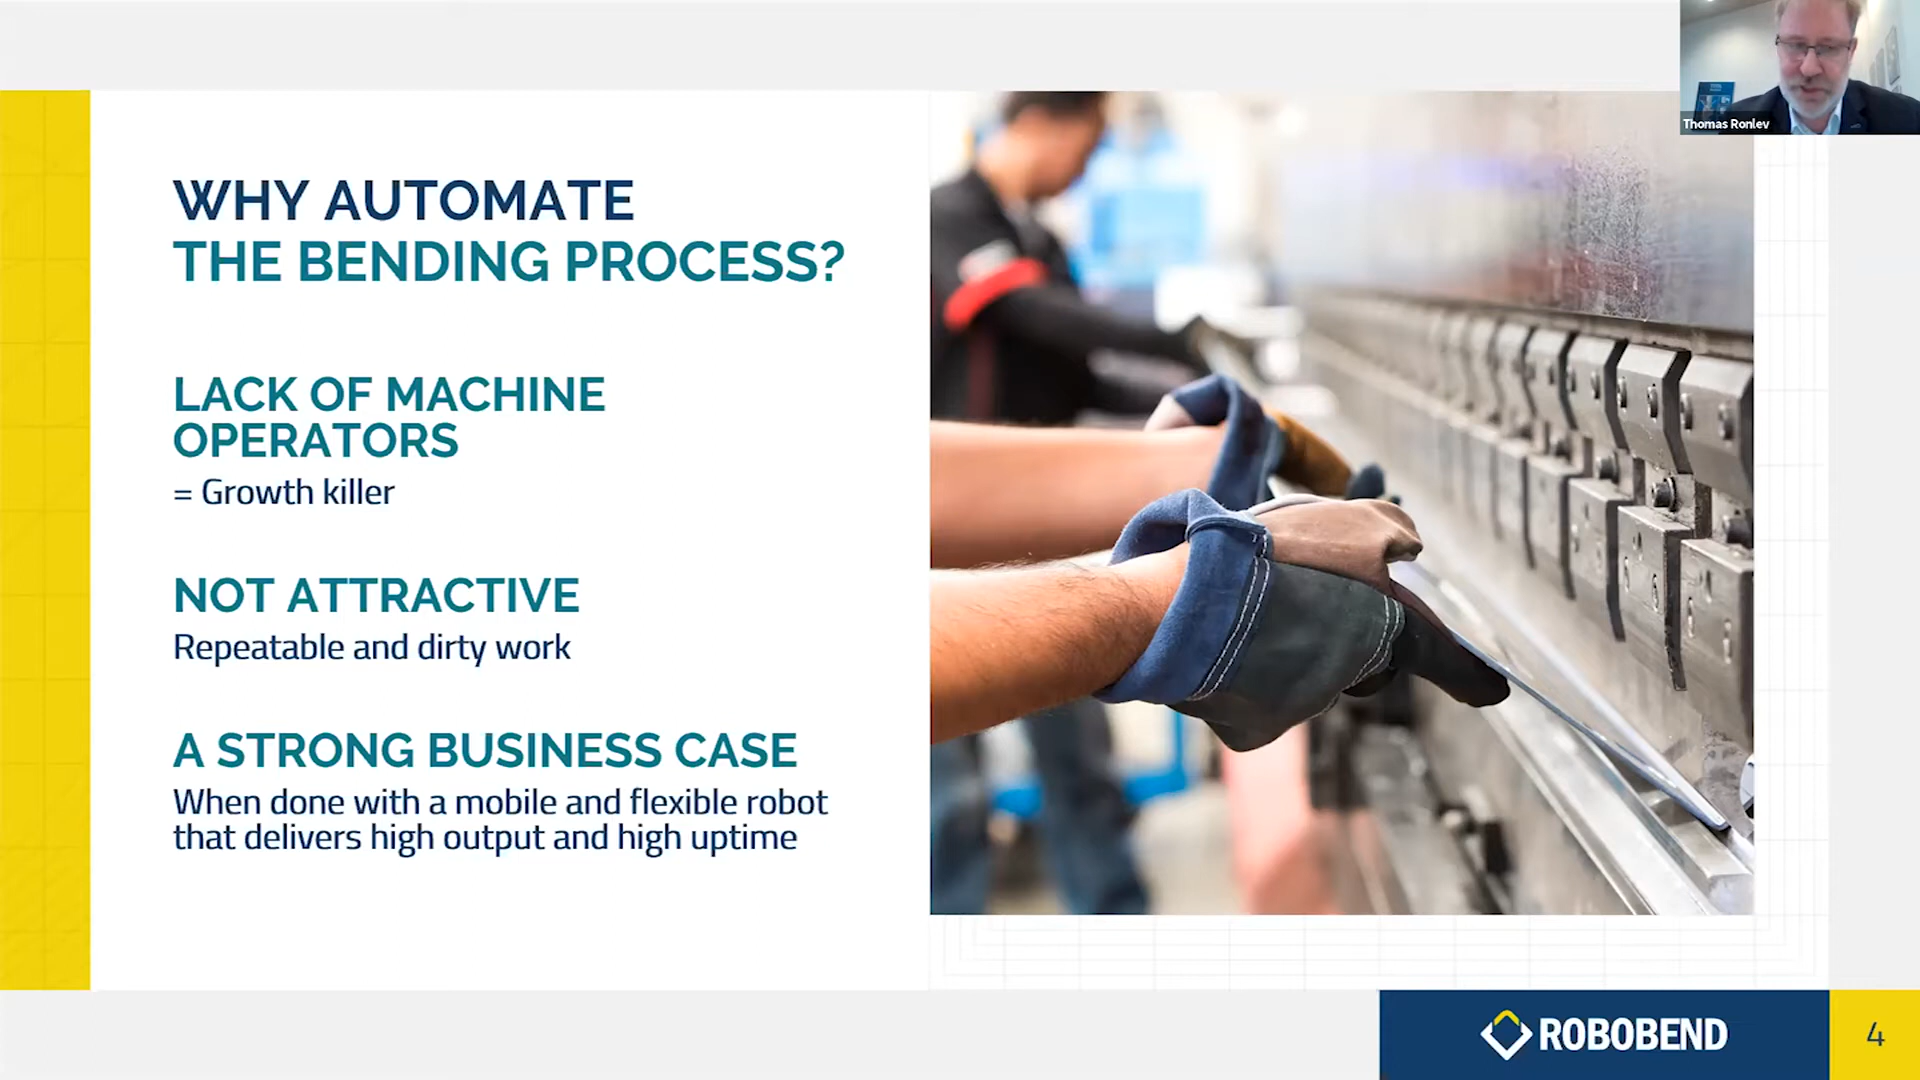 Thomas Ronlev
WHY AUTOMATE
THE BENDING PROCESS?
LACK OF MACHINE
OPERATORS
= Growth killer
NOT ATTRACTIVE
Repeatable and dirty work
A STRONG BUSINESS CASE
When done with a mobile and flexible robot
that delivers high output and high uptime
ROBOBEND
4